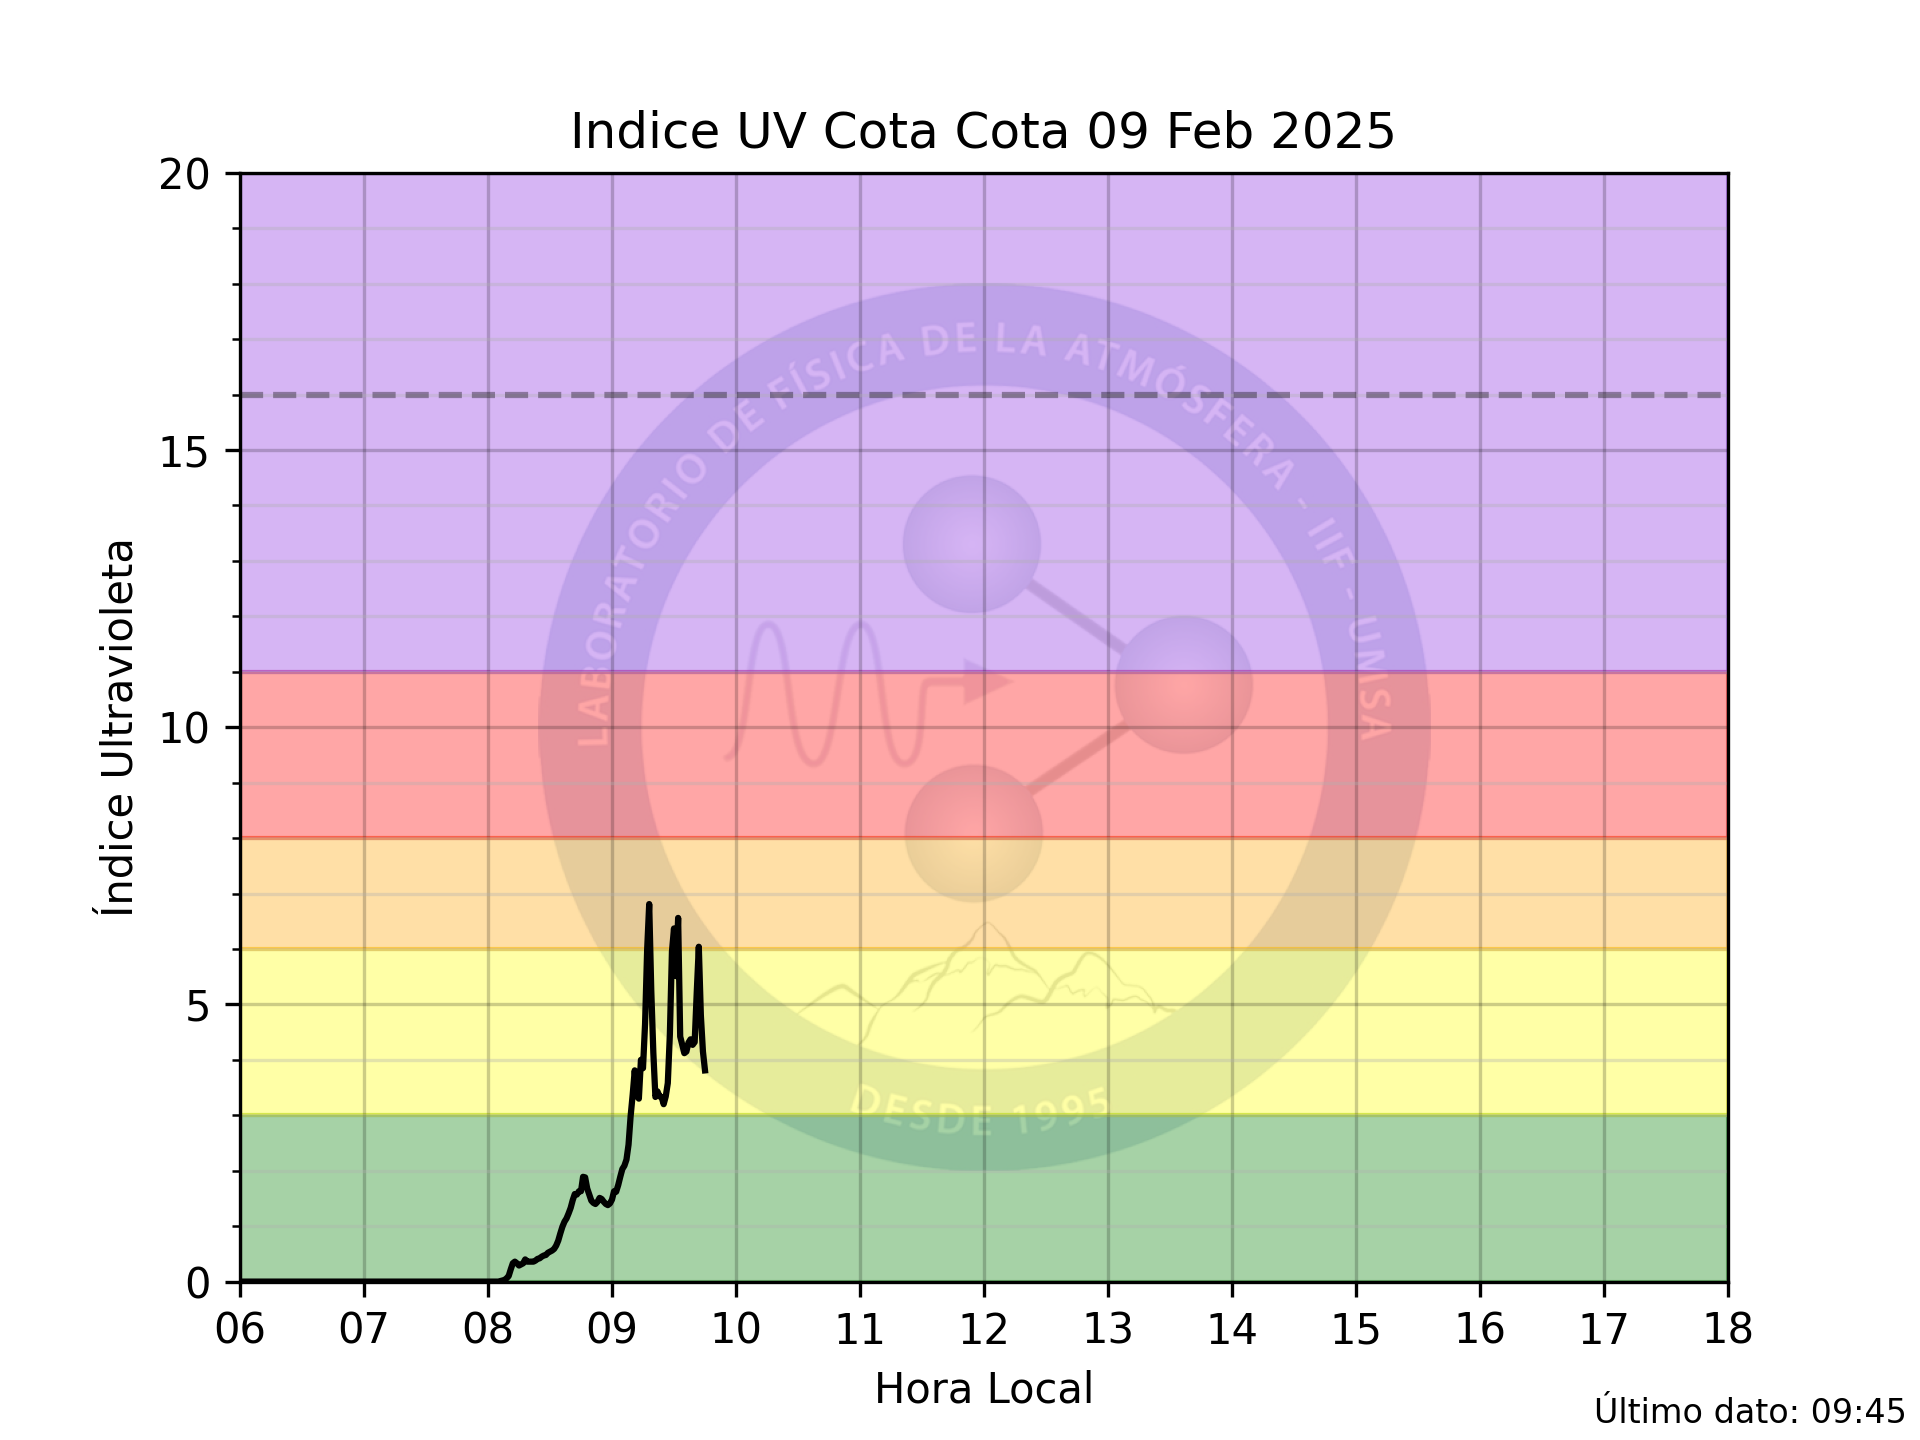 Indice UV Cota Cota 09 Feb 2025
20
15
10
5
0
Índice Ultravioleta
LABORATORIO DE FÍSICA DE LA ATMÓSFERA - IIF - UMSA
DESDE 1995
06 07 08 09 10 11 12 13 14 15 16 17 18
Hora Local
Último dato: 09:45